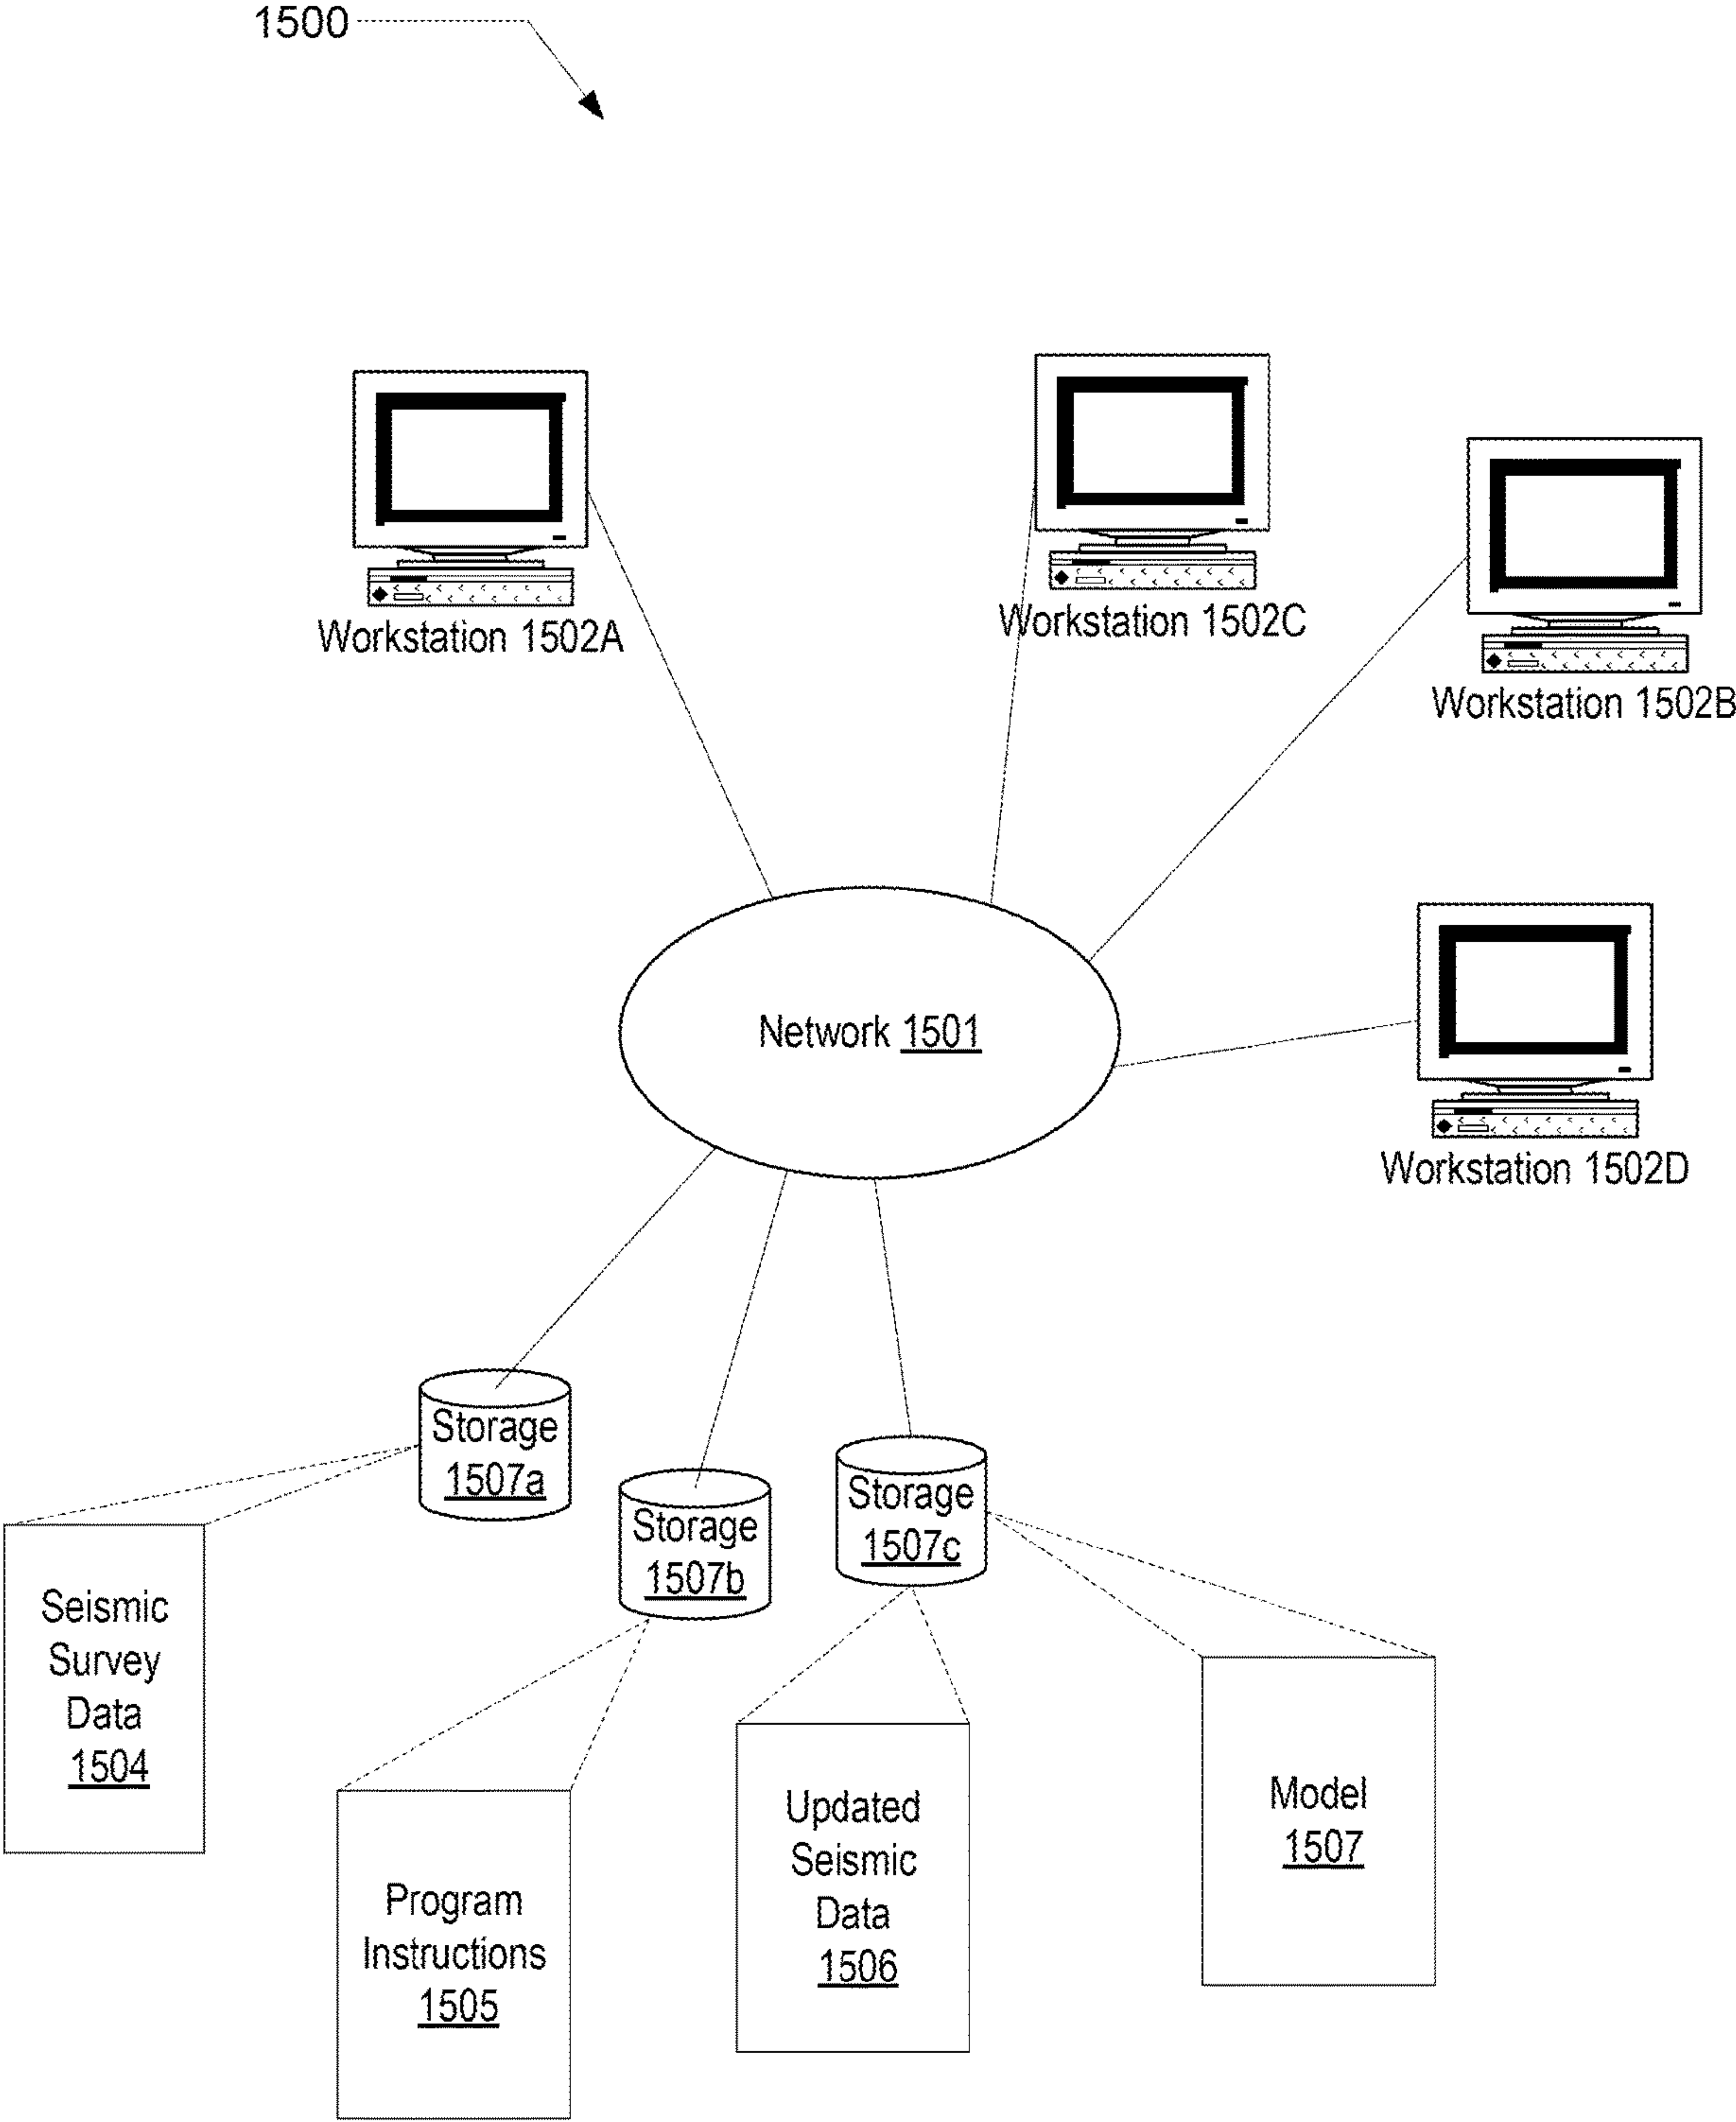 1500
Workstation 1502A
Workstation 1502C
Workstation 1502B
Network 1501
Workstation 1502D
Storage
1507a
Storage
1507b
Storage
1507c
Seismic
Survey
Data
1504
Program
Instructions
1505
Updated
Seismic
Data
1506
Model
1507